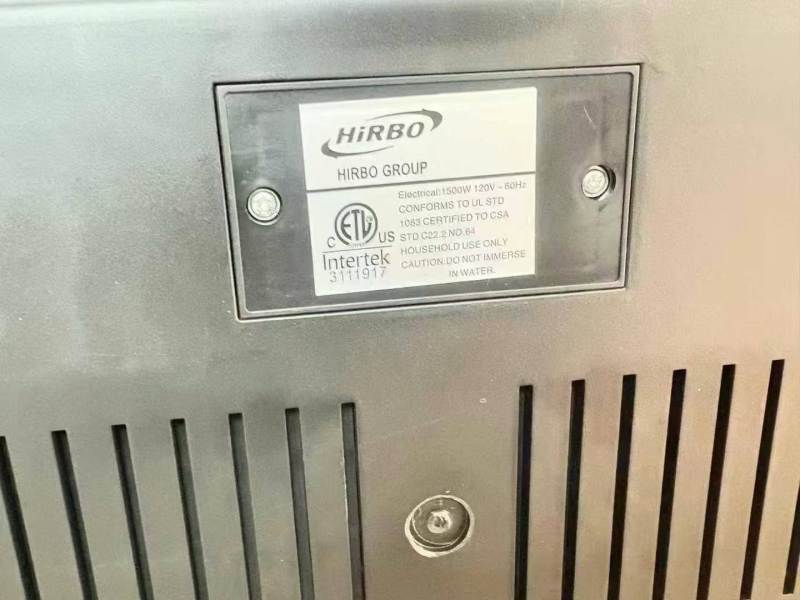 HiRBO
HIRBO GROUP
Electrical:1500W 120V~60Hz
CONFORMS TO UL STD
1083 CERTIFIED TO CSA
STD C22.2 NO.64
HOUSEHOLD USE ONLY
CAUTION:DO NOT IMMERSE
IN WATER.
ETL
C US
Intertek
3111917